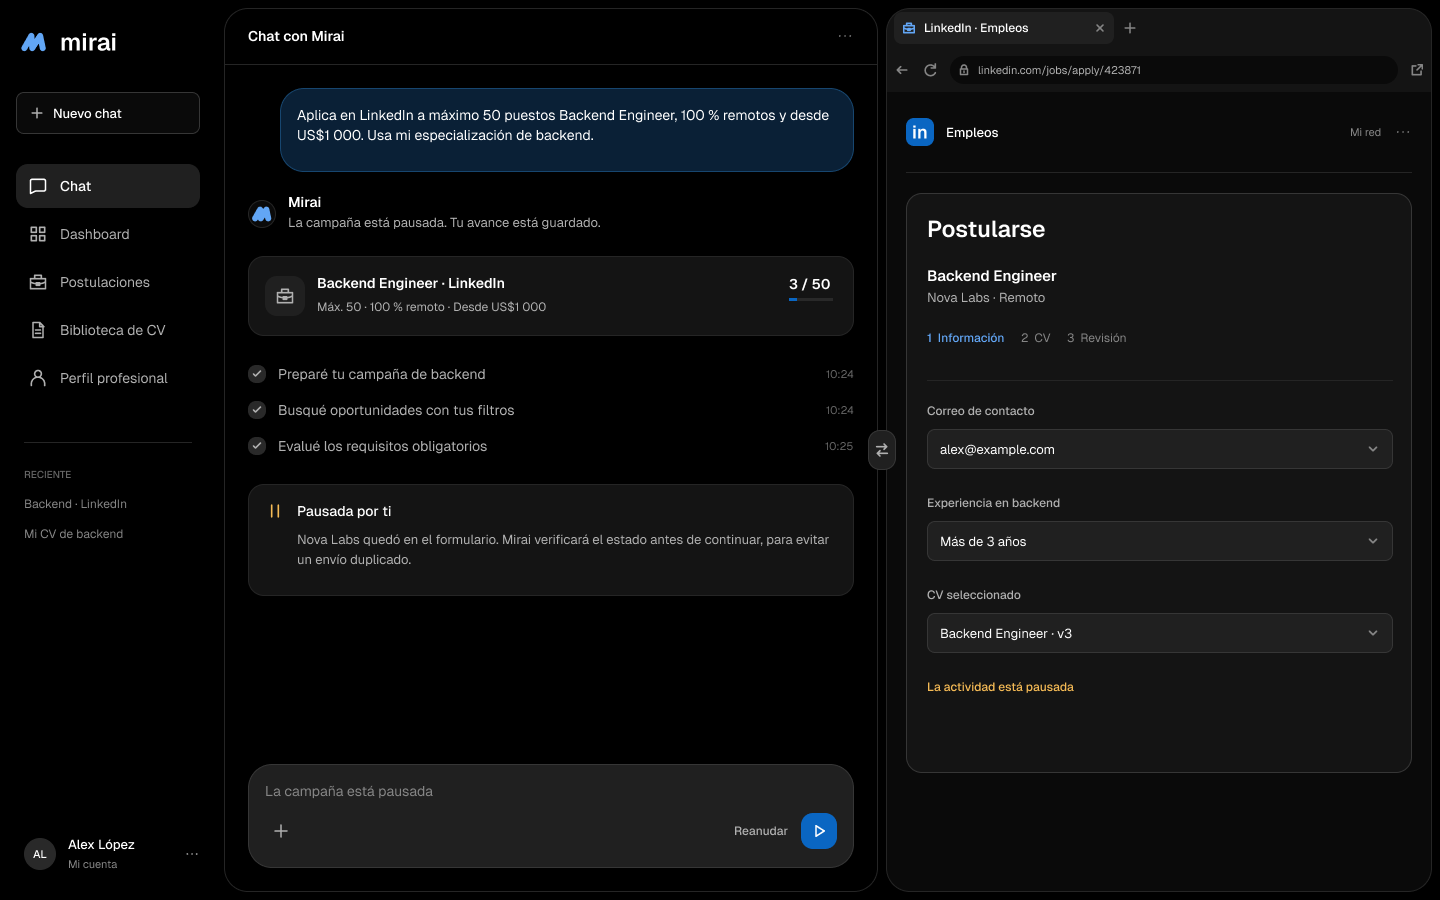 mirai
Nuevo chat
Chat
Dashboard
Postulaciones
Biblioteca de CV
Perfil profesional
RECIENTE
Backend · LinkedIn
Mi CV de backend
AL
Alex López
Mi cuenta
Chat con Mirai
Aplica en LinkedIn a máximo 50 puestos Backend Engineer, 100 % remotos y desde
US$1 000. Usa mi especialización de backend.
Mirai
La campaña está pausada. Tu avance está guardado.
Backend Engineer · LinkedIn
Máx. 50 · 100 % remoto · Desde US$1 000
3 / 50
Preparé tu campaña de backend
10:24
Busqué oportunidades con tus filtros
10:24
Evalué los requisitos obligatorios
10:25
Pausada por ti
Nova Labs quedó en el formulario. Mirai verificará el estado antes de continuar, para evitar
un envío duplicado.
La campaña está pausada
Reanudar
LinkedIn · Empleos
linkedin.com/jobs/apply/423871
in
Empleos
Mi red
Postularse
Backend Engineer
Nova Labs · Remoto
1 Información
2 CV
3 Revisión
Correo de contacto
alex@example.com
Experiencia en backend
Más de 3 años
CV seleccionado
Backend Engineer · v3
La actividad está pausada